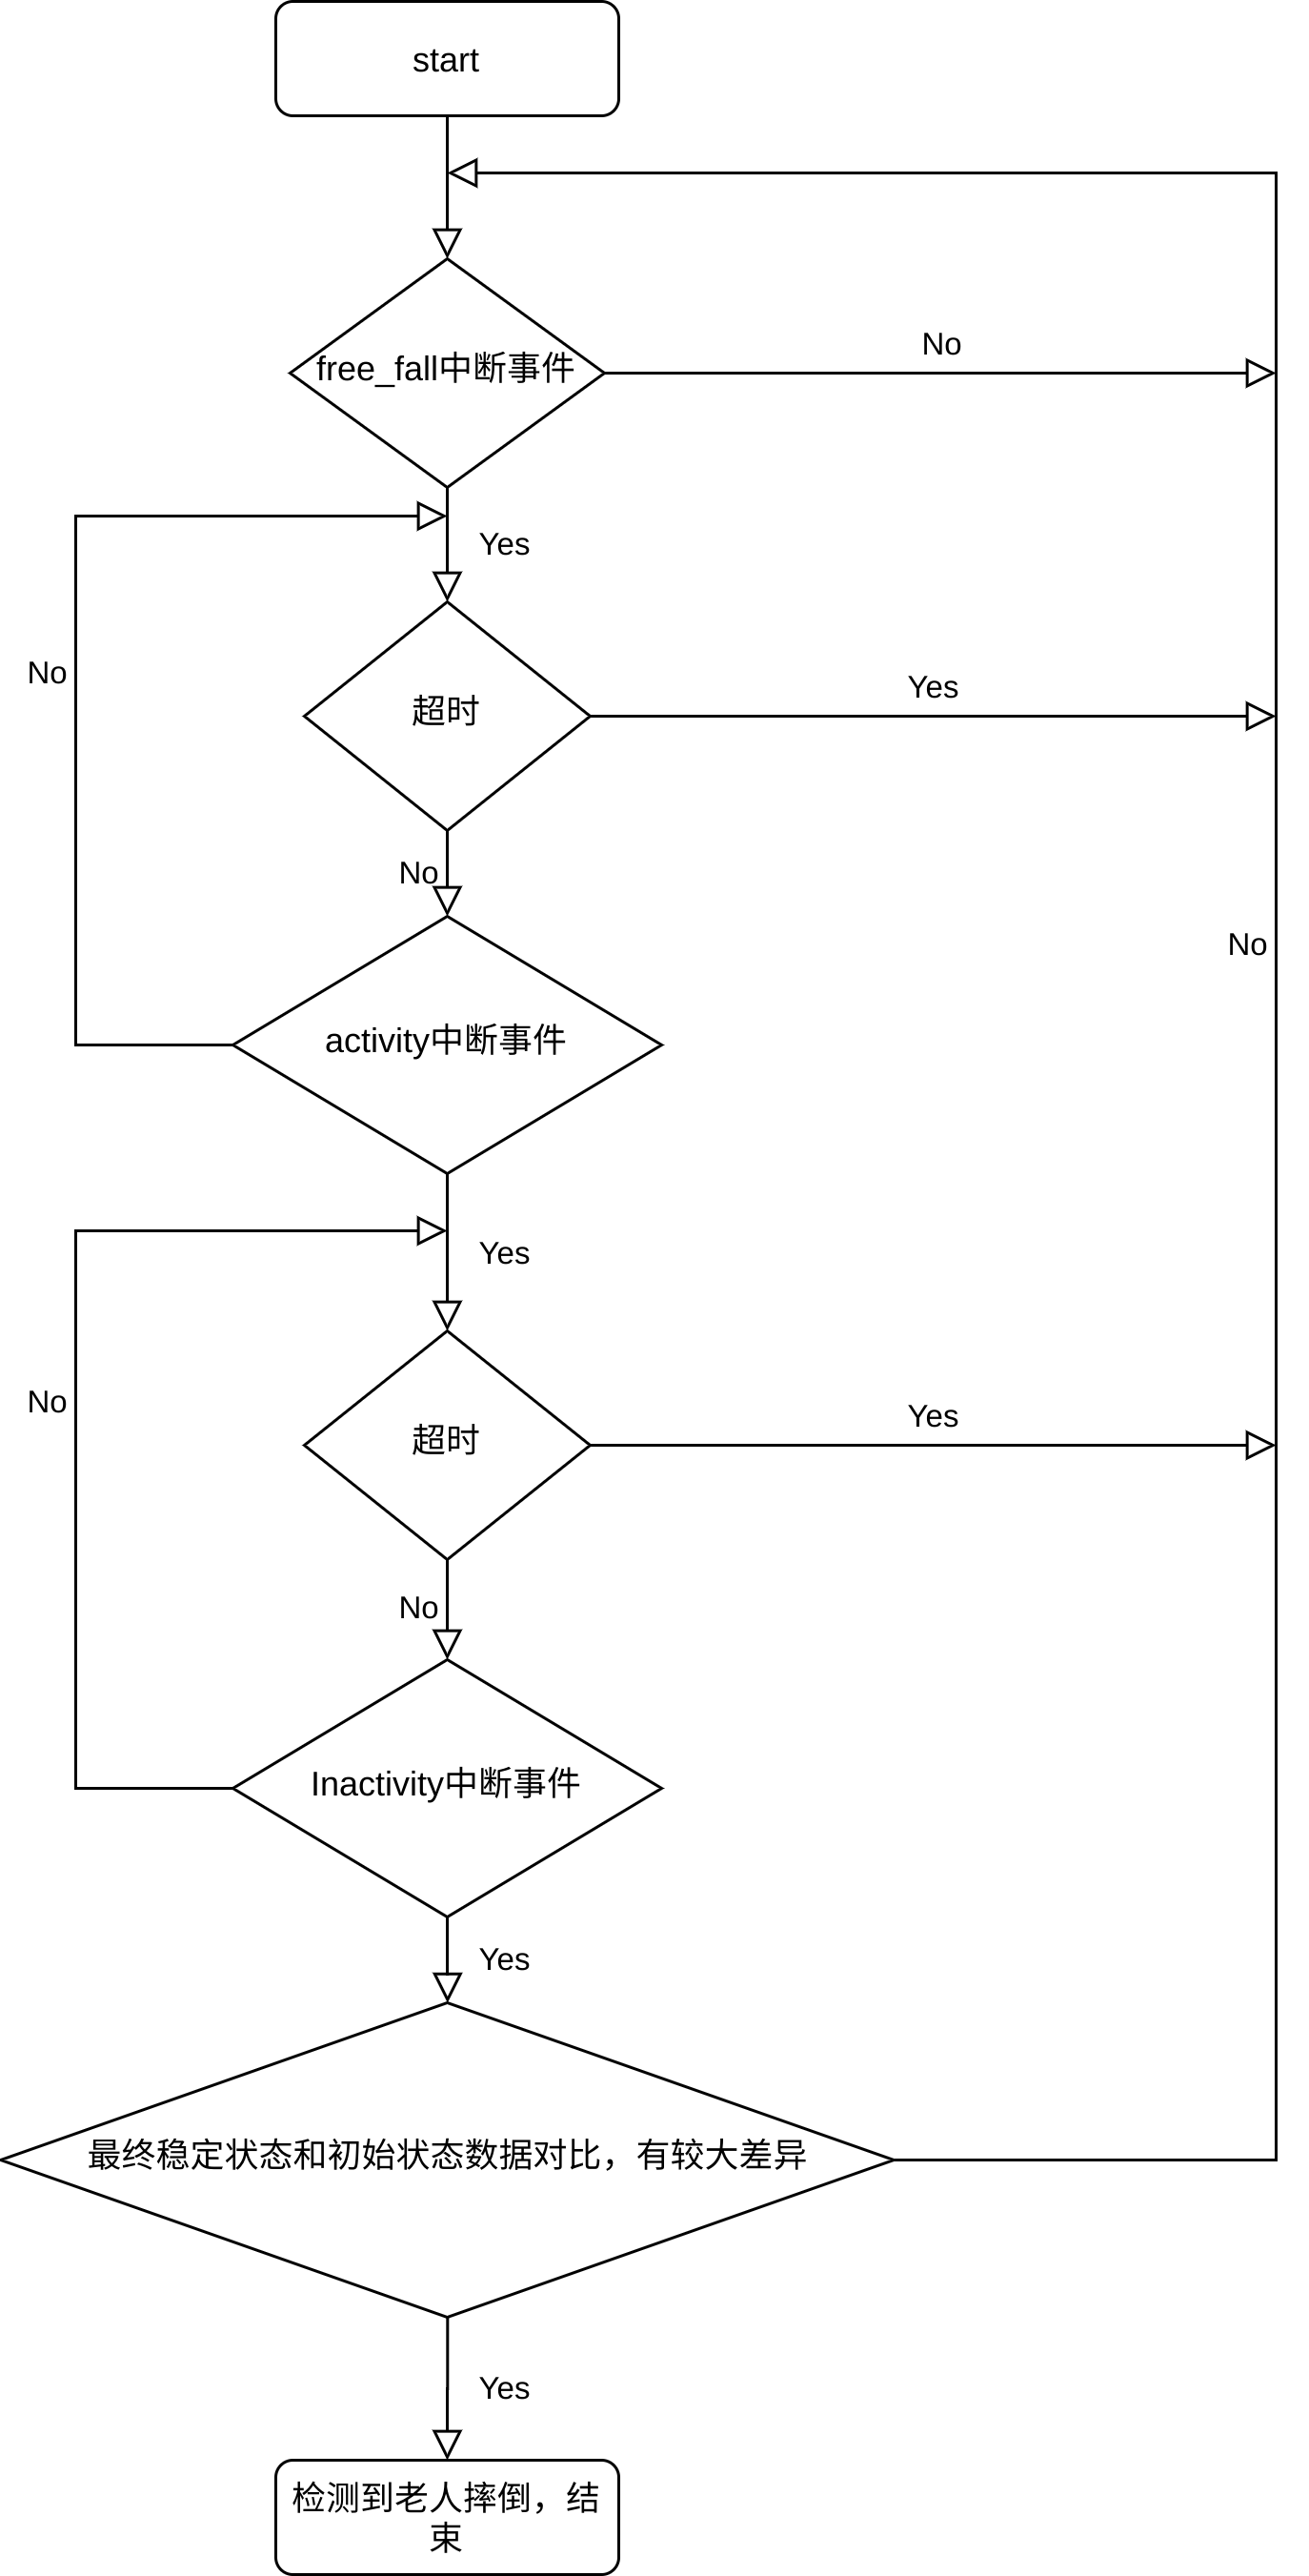 start
free_fall中断事件
No
Yes
No
超时
Yes
No
No
activity中断事件
Yes
No
超时
Yes
No
Inactivity中断事件
Yes
最终稳定状态和初始状态数据对比，有较大差异
Yes
检测到老人摔倒，结
束